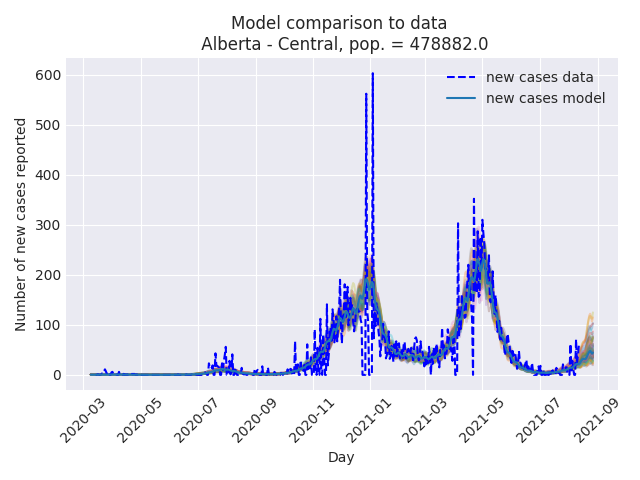 Model comparison to data
Alberta - Central, pop. = 478882.0
new cases data
new cases model
Number of new cases reported
600
500
400
300
200
100
0
2020-03
2020-05
2020-07
2020-09
2020-11
2021-01
2021-03
2021-05
2021-07
2021-09
Day